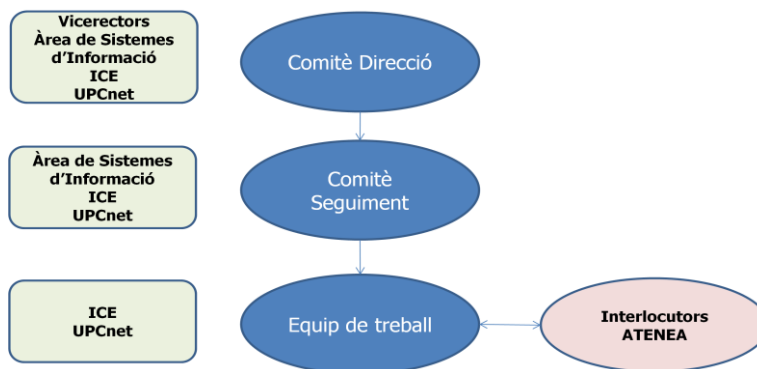 Vicerectors
Àrea de Sistemes
d’Informació
ICE
UPCnet
Comitè Direcció
Àrea de Sistemes
d’Informació
ICE
UPCnet
Comitè
Seguiment
ICE
UPCnet
Equip de treball
Interlocutors
ATENEA